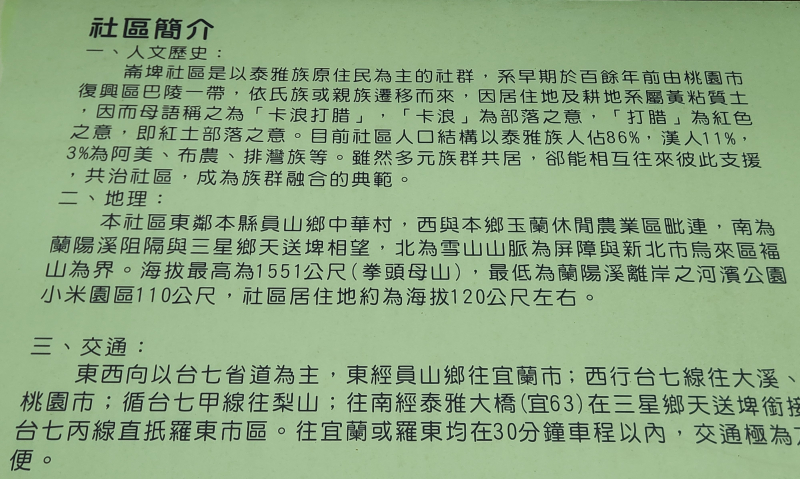 社區簡介
一、人文歷史：
崙埤社區是以泰雅族原住民為主的社群，系早期於百餘年前由桃園市
復興區巴陵一帶，依氏族或親族遷移而來，因居住地及耕地系屬黃粘質土
，因而母語稱之為「卡浪打腊」，「卡浪」為部落之意，「打腊」為紅色
之意，即紅土部落之意。目前社區人口結構以泰雅族人佔86%，漢人11%，
3%為阿美、布農、排灣族等。雖然多元族群共居，卻能相互往來彼此支援
，共治社區，成為族群融合的典範。
二、地理：
本社區東鄰本縣員山鄉中華村，西與本鄉玉蘭休閒農業區毗連，南為
蘭陽溪阻隔與三星鄉天送埤相望，北為雪山山脈為屏障與新北市烏來區福
山為界。海拔最高為1551公尺(拳頭母山)，最低為蘭陽溪離岸之河濱公園
小米園區110公尺，社區居住地約為海拔120公尺左右。
三、交通：
東西向以台七省道為主，東經員山鄉往宜蘭市；西行台七線往大溪、
桃園市；循台七甲線往梨山；往南經泰雅大橋(宜63)在三星鄉天送埤銜接
台七丙線直抵羅東市區。往宜蘭或羅東均在30分鐘車程以內，交通極為
便。